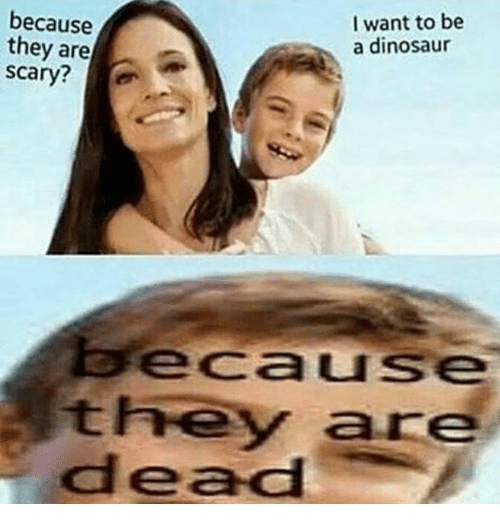 I want to be
a dinosaur
because
they are
scary?
because
they are
dead